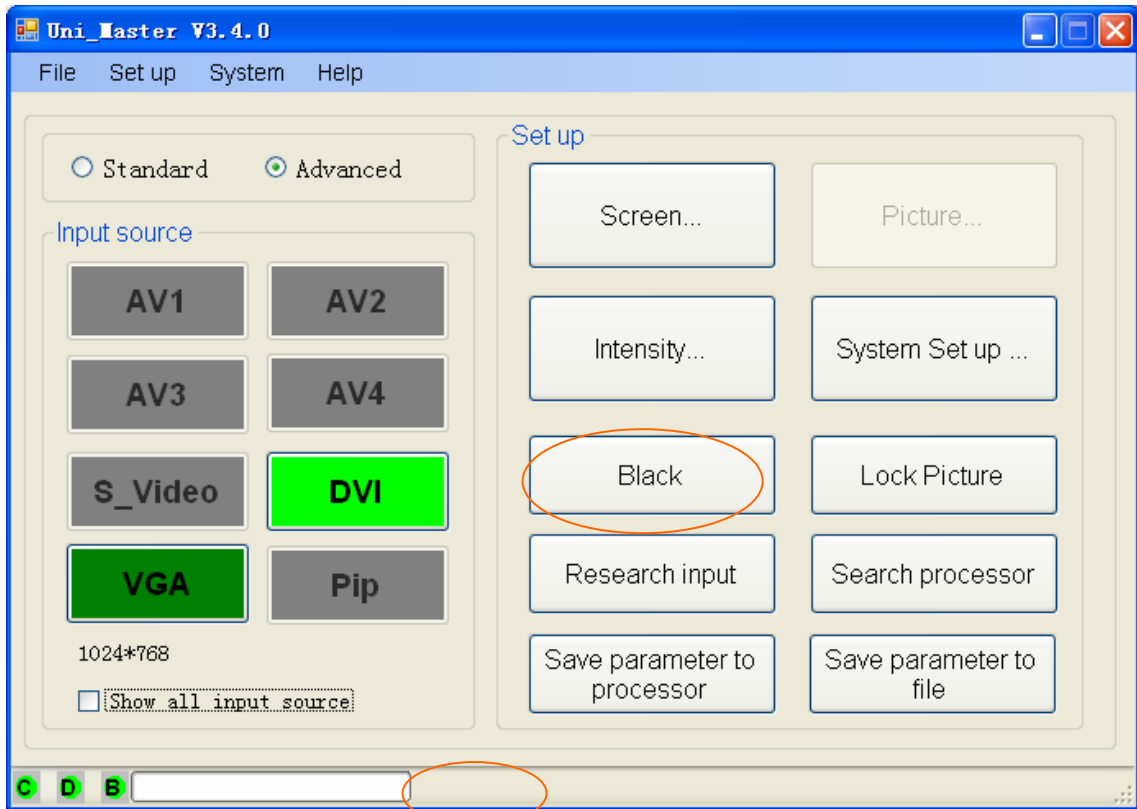 Uni_Master V3.4.0
File Set up System Help
Standard Advanced
Input source
AV1 AV2
AV3 AV4
S_Video DVI
VGA Pip
1024*768
Show all input source
Set up
Screen... Picture...
Intensity... System Set up ...
Black Lock Picture
Research input Search processor
Save parameter to
processor
Save parameter to
file
C D B